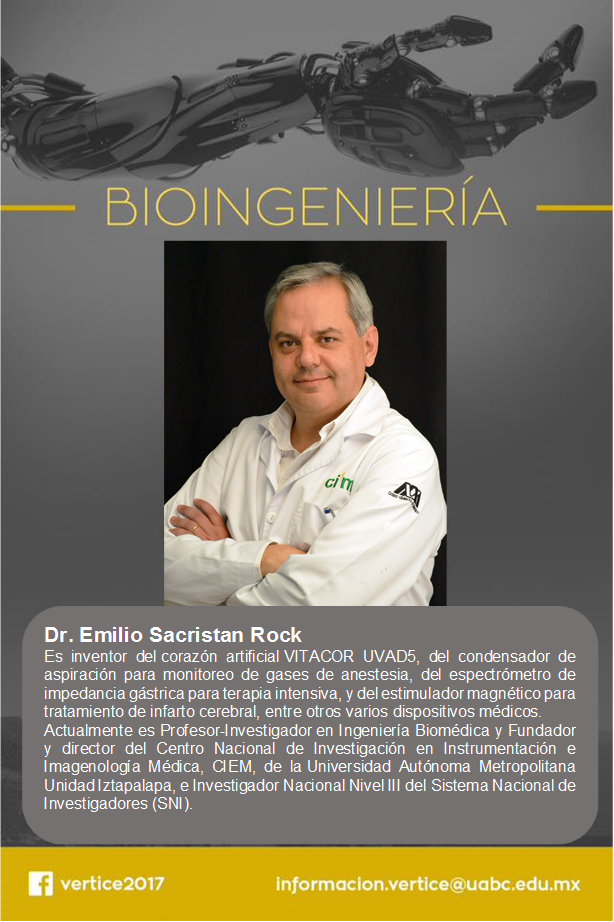 BIOINGENIERÍA
Dr. Emilio Sacristan Rock
Es inventor del corazón artificial VITACOR UVAD5, del condensador de
aspiración para monitoreo de gases de anestesia, del espectrómetro de
impedancia gástrica para terapia intensiva, y del estimulador magnético para
tratamiento de infarto cerebral, entre otros varios dispositivos médicos.
Actualmente es Profesor-Investigador en Ingeniería Biomédica y Fundador
y director del Centro Nacional de Investigación en Instrumentación e
Imagenología Médica, CIEM, de la Universidad Autónoma Metropolitana
Unidad Iztapalapa, e Investigador Nacional Nivel III del Sistema Nacional de
Investigadores (SNI).
vertice2017
informacion.vertice@uabc.edu.mx